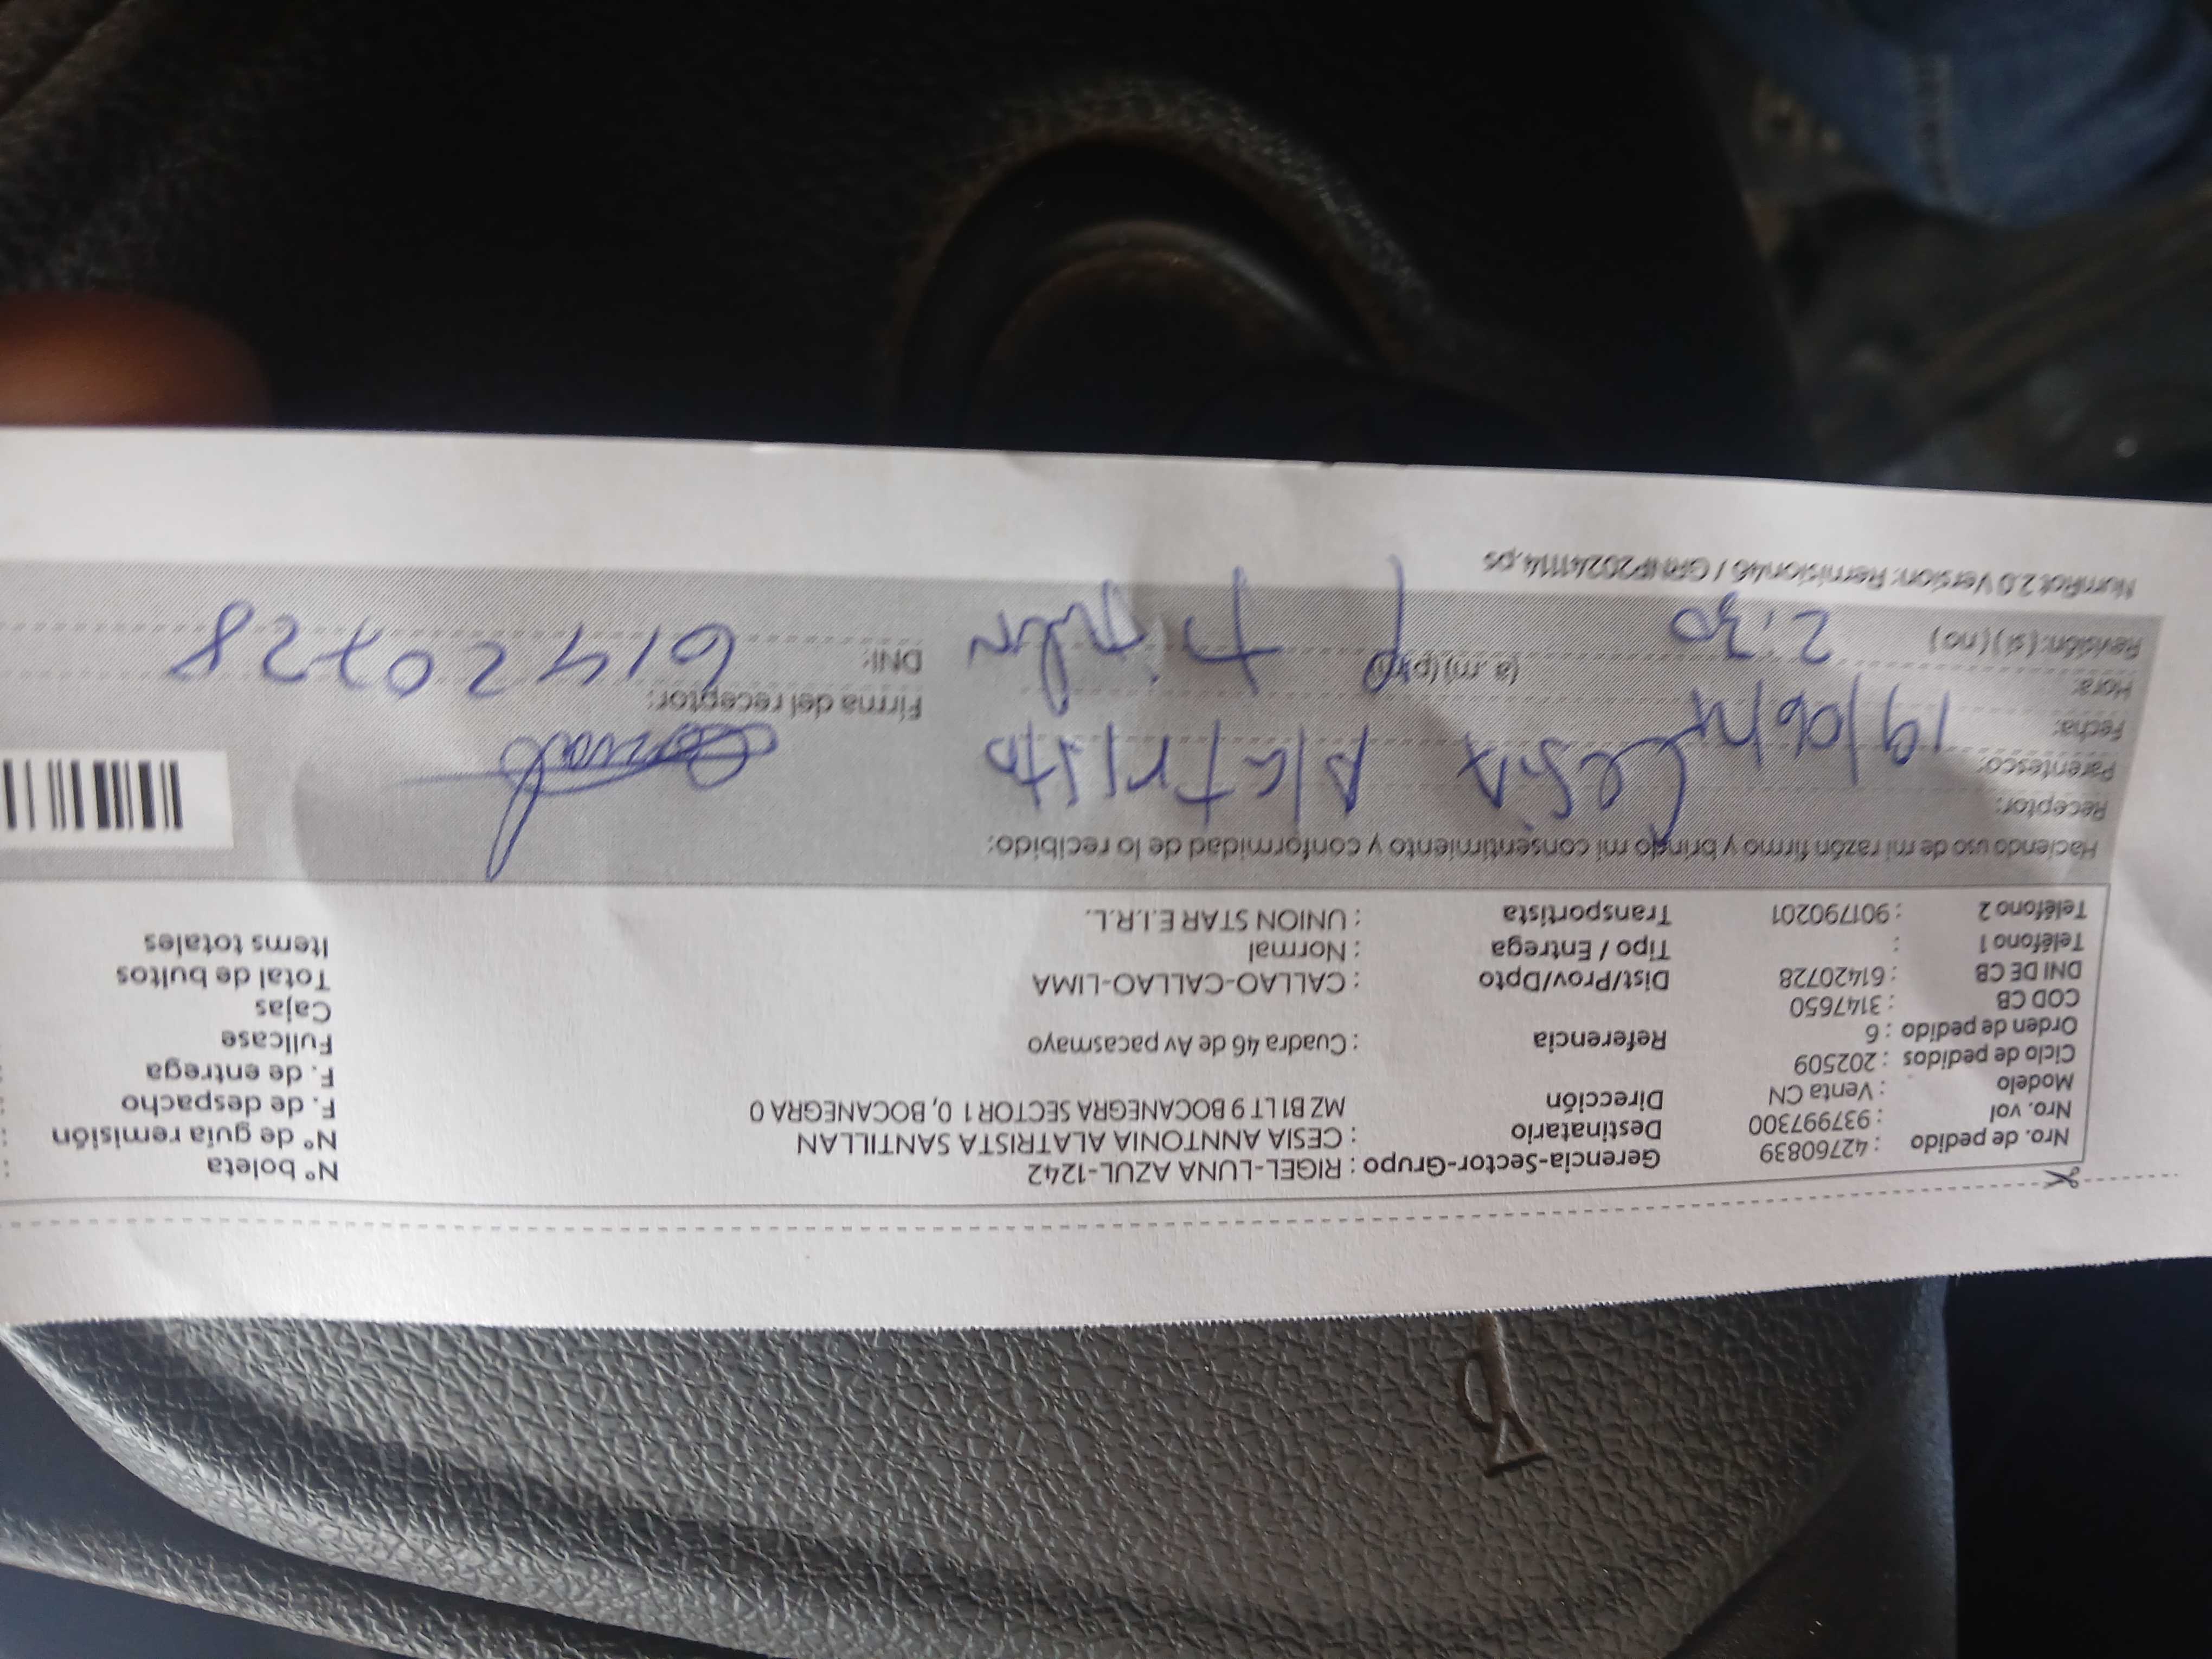 Nro. de pedido : 42760839 Gerencia-Sector-Grupo : RIGEL-LUNA AZUL-1242 N° boleta :
Nro. vol : 937997300 Destinatario : CESIA ANNTONIA ALATRISTA SANTILLAN N° de guía remisión :
Modelo : Venta CN Dirección MZ B1 LT 9 BOCANEGRA SECTOR 1 0, BOCANEGRA 0 F. de despacho :
Ciclo de pedidos : 202509 F. de entrega :
Orden de pedido : 6 Referencia : Cuadra 46 de Av pacasmayo Fullcase
COD CB : 3147650 Cajas
DNI DE CB : 61420728 Dist/Prov/Dpto : CALLAO-CALLAO-LIMA Total de bultos
Teléfono 1 : Tipo / Entrega : Normal Items totales
Teléfono 2 : 901790201 Transportista : UNION STAR E.I.R.L.
Haciendo uso de mi razón firmo y brindo mi consentimiento y conformidad de lo recibido:
Receptor: Cesia Alatrista
Parentesco: Titular
Fecha: 19/06/
Firma del receptor:
Hora: 2:30 (a.m) (p.m) p
DNI: 61420728
Revisión: (si) (no)
NumRot 2.0 Version: Remision46 / GRNP20241114.ps